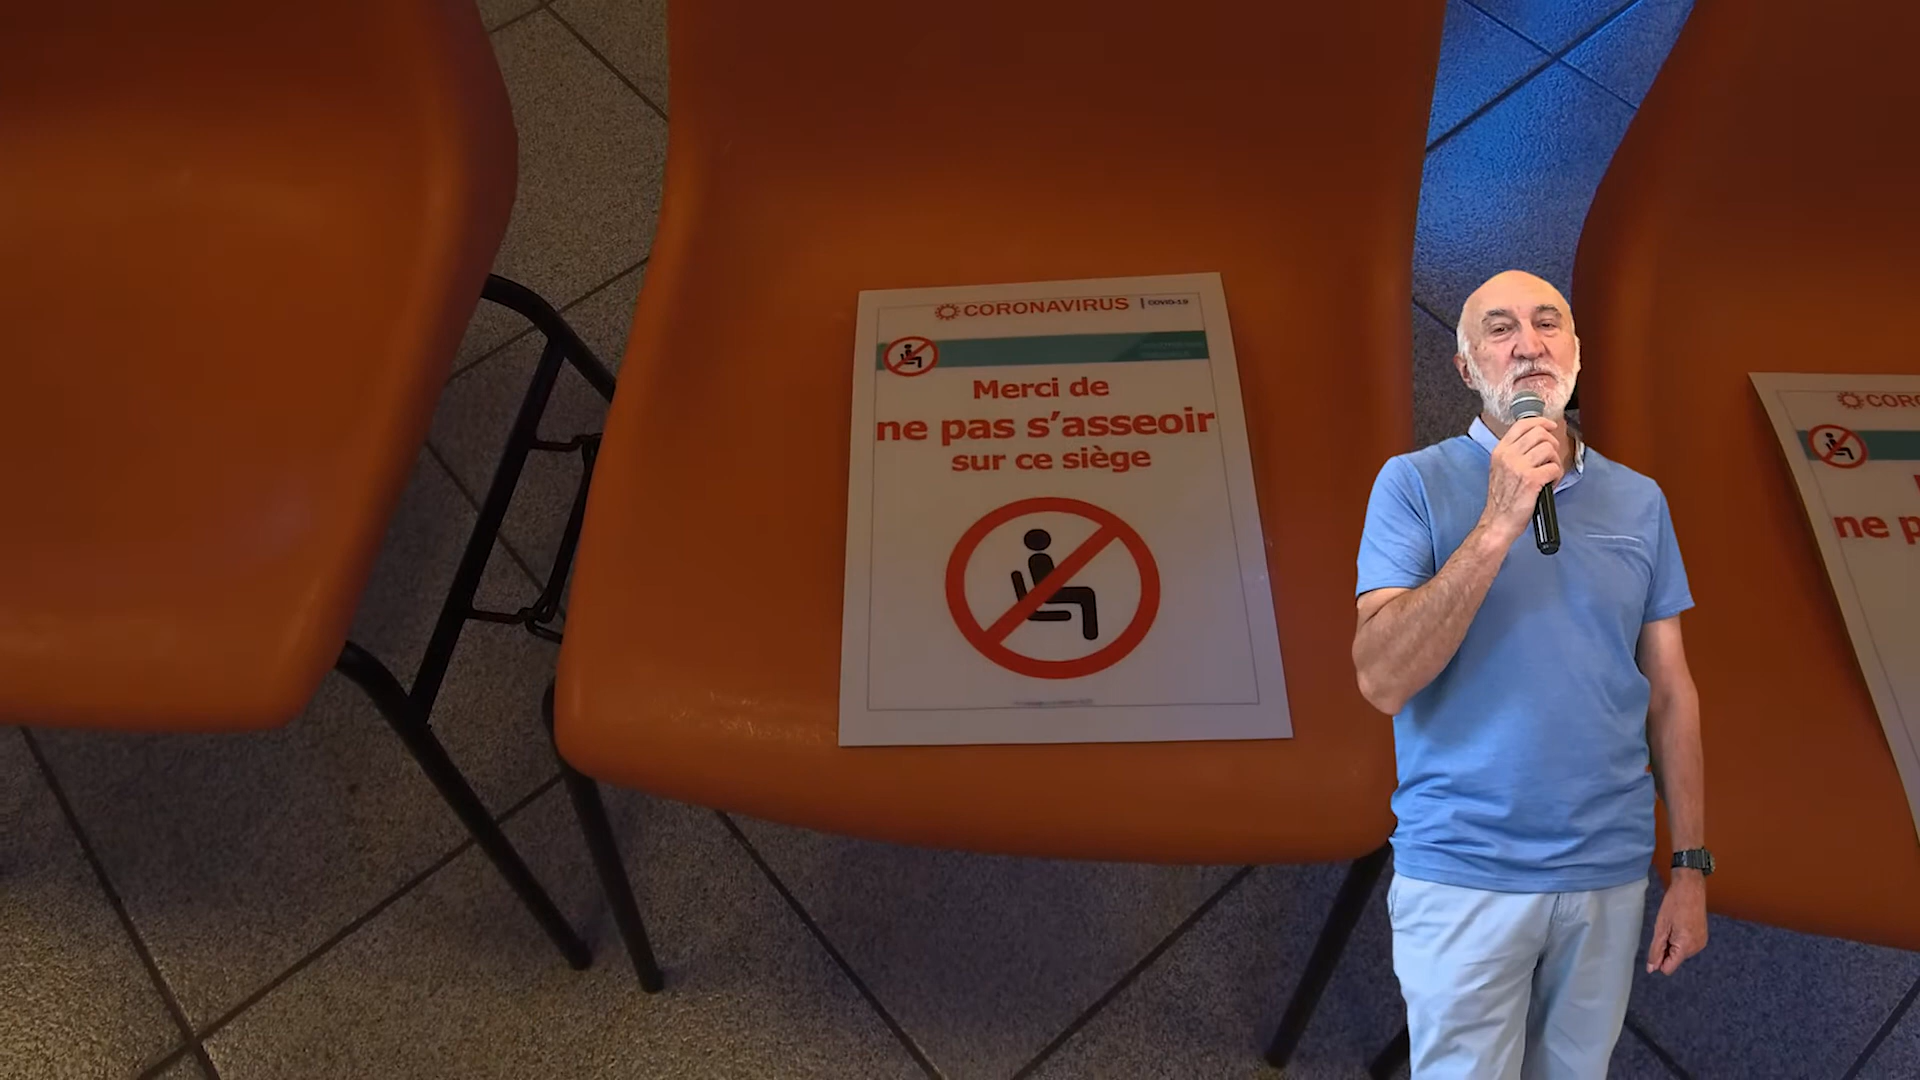 CORONAVIRUS | COVID-19
Merci de
ne pas s’asseoir
sur ce siège
CORO
ne p